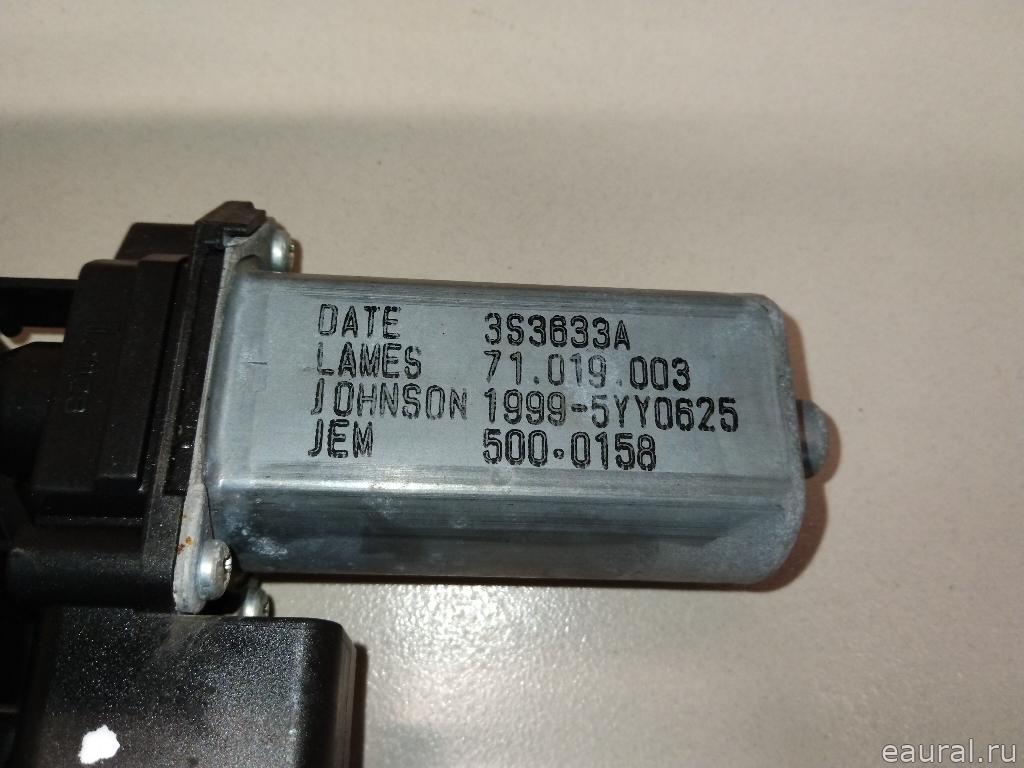 DATE 3S3633A
LAMES 71.019.003
JOHNSON 1999-5YY0625
JEM 500-0158
eaural.ru